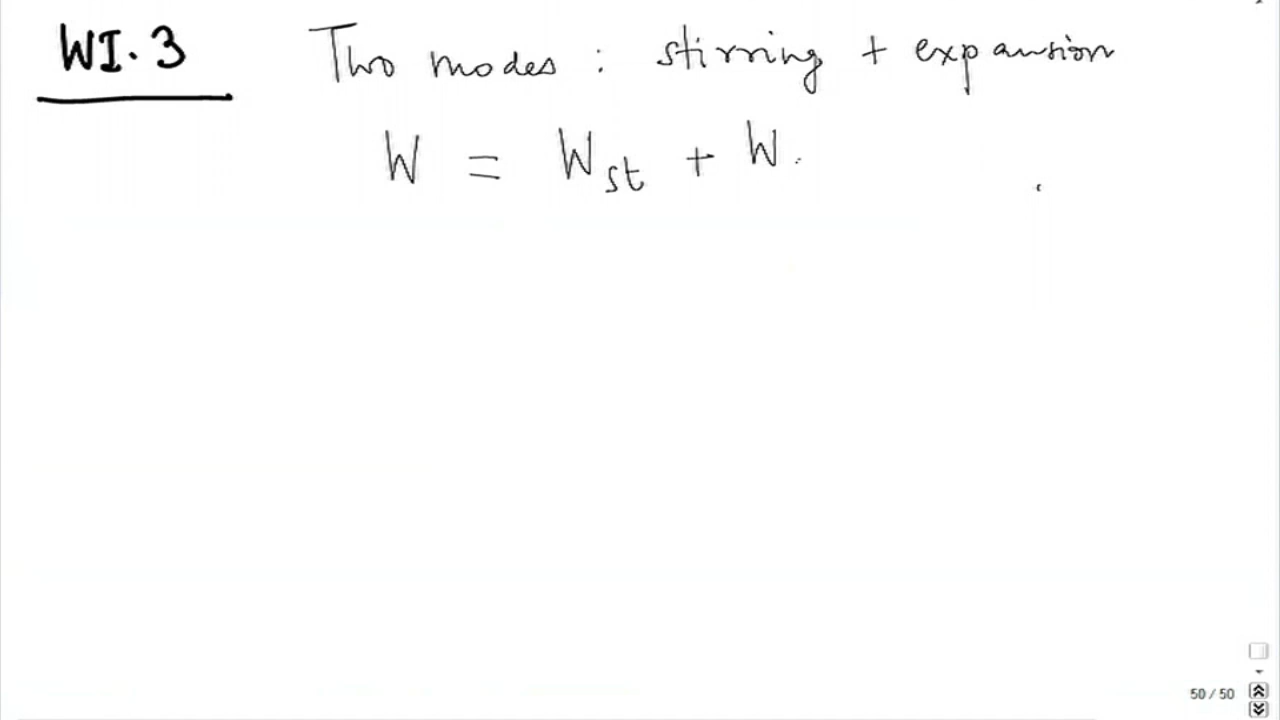 WI.3 Two modes : stirring + expansion
W = W_st + W.
50 / 50